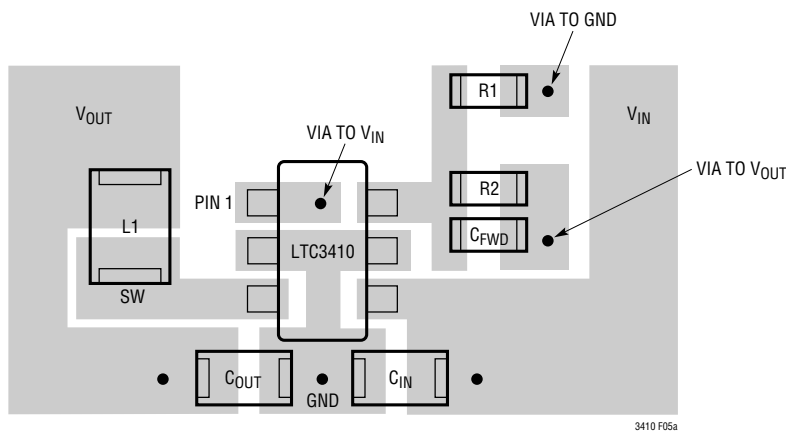 VIA TO GND
R1
VOUT
VIN
VIA TO VIN
VIA TO VOUT
R2
PIN 1
L1
CFWD
LTC3410
SW
COUT
CIN
GND
3410 F05a